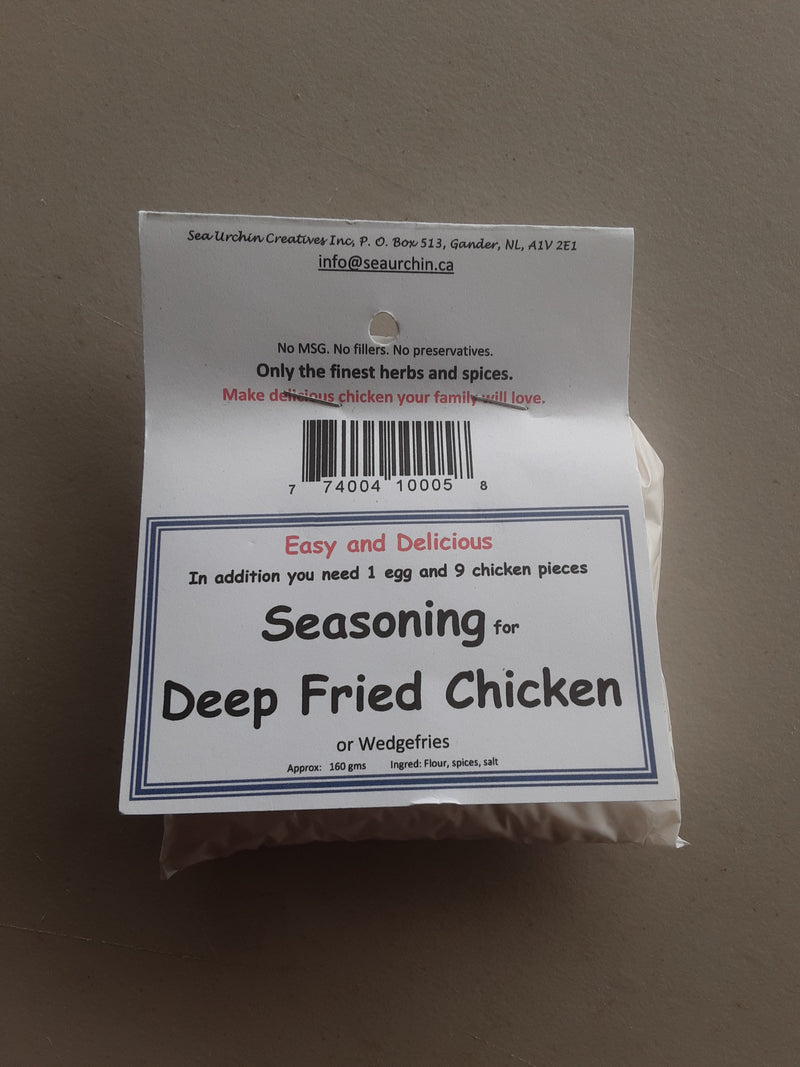 Sea Urchin Creatives Inc, P. O. Box 513, Gander, NL, A1V 2E1
info@seaurchin.ca
No MSG. No fillers. No preservatives.
Only the finest herbs and spices.
Make delicious chicken your family will love.
7 74004 10005 8
Easy and Delicious
In addition you need 1 egg and 9 chicken pieces
Seasoning for
Deep Fried Chicken
or Wedgefries
Approx: 160 gms Ingred: Flour, spices, salt